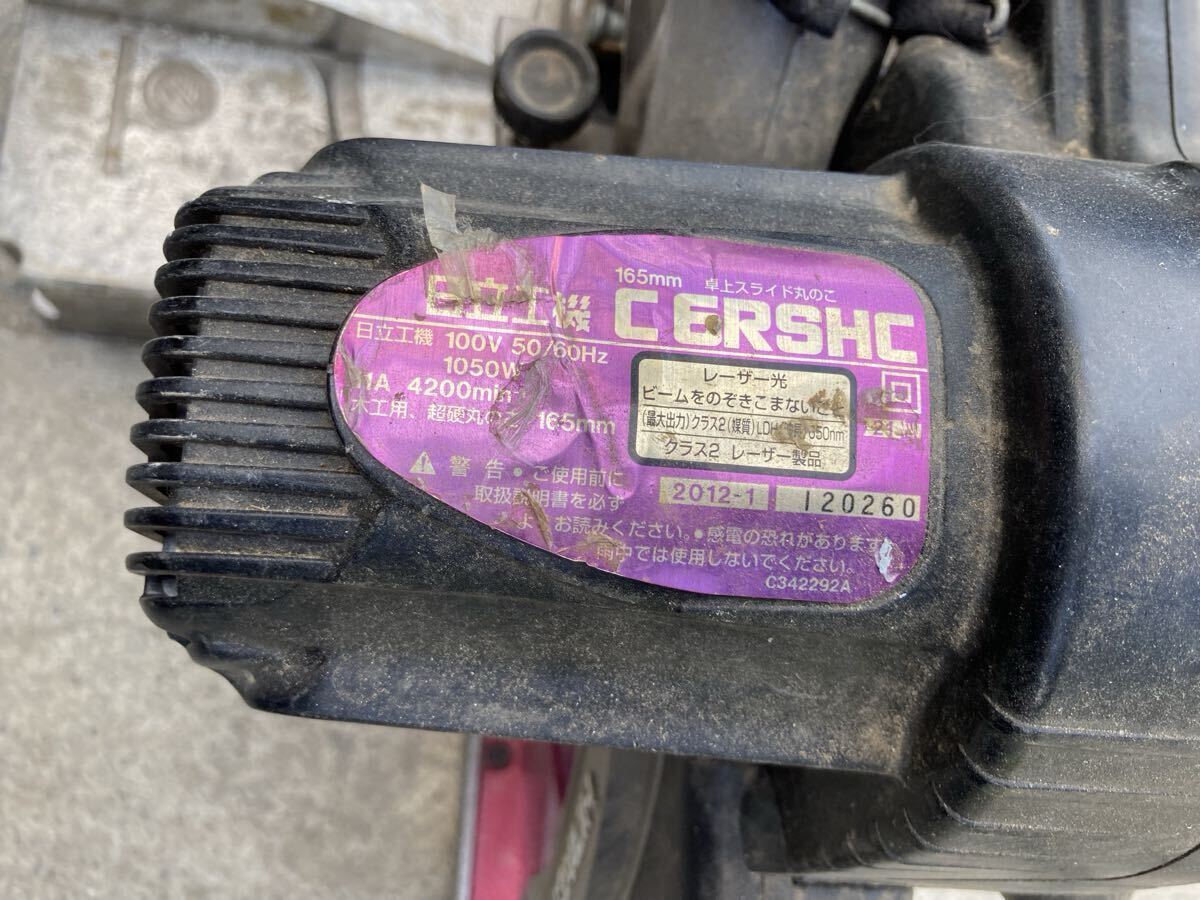 165mm 卓上スライド丸のこ
日立工機 C6RSHC
日立工機 100V 50/60Hz
1050W
11A 4200min
木工用、超硬丸のこ 165mm
レーザー光
ビームをのぞきこまないこと
(最大出力)クラス2(媒質)LD 650nm
クラス2 レーザー製品
警告 ● ご使用前に
取扱説明書を必ず
よくお読みください。● 感電の恐れがあります
雨中では使用しないでください。
2012-1 120260
C342292A